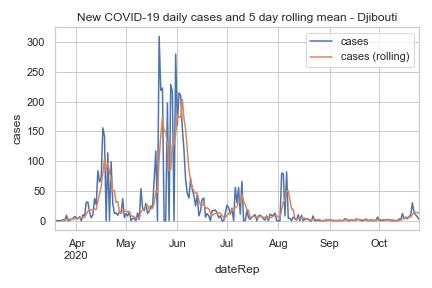 New COVID-19 daily cases and 5 day rolling mean - Djibouti
cases
cases (rolling)
300
250
200
150
100
50
0
cases
Apr
2020
May
Jun
Jul
Aug
Sep
Oct
dateRep